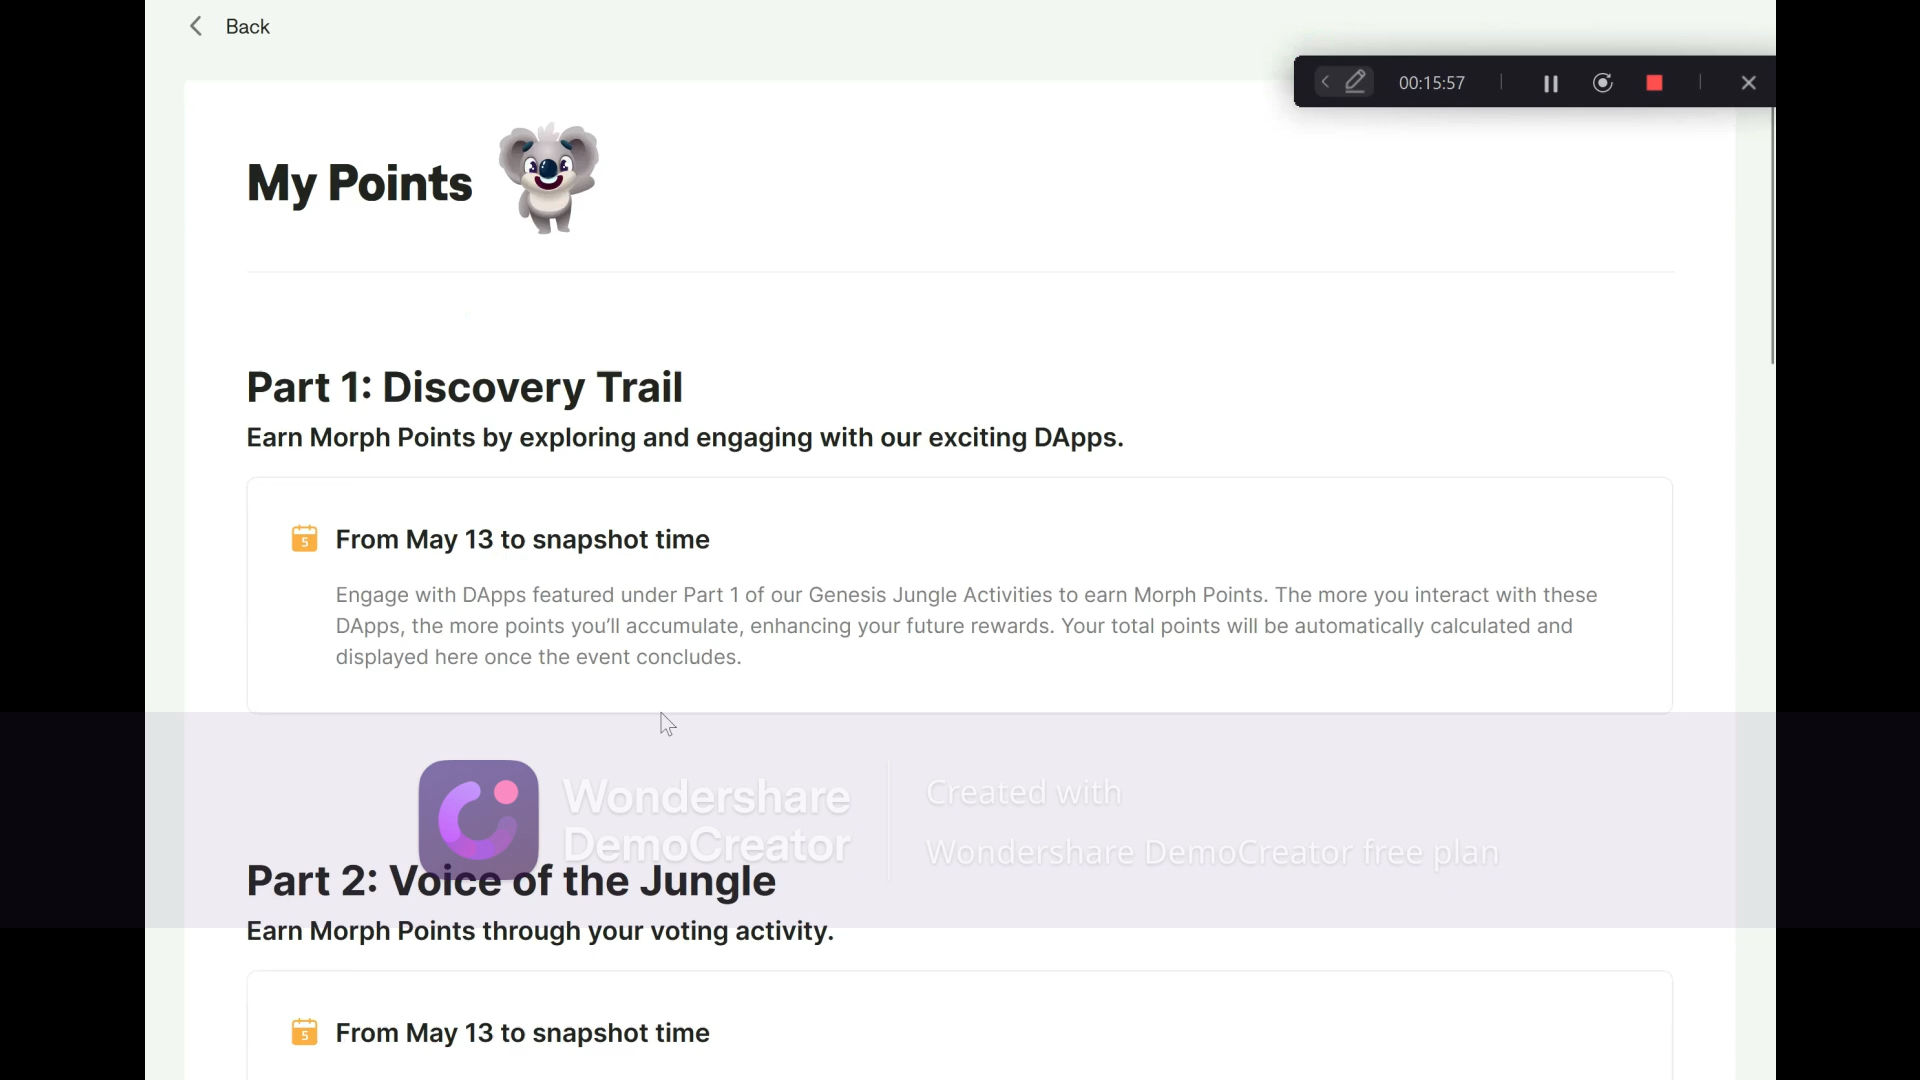 Back
00:15:57
My Points
Part 1: Discovery Trail
Earn Morph Points by exploring and engaging with our exciting DApps.
5
From May 13 to snapshot time
Engage with DApps featured under Part 1 of our Genesis Jungle Activities to earn Morph Points. The more you interact with these
DApps, the more points you’ll accumulate, enhancing your future rewards. Your total points will be automatically calculated and
displayed here once the event concludes.
Wondershare
DemoCreator
Created with
Wondershare DemoCreator free plan
Part 2: Voice of the Jungle
Earn Morph Points through your voting activity.
5
From May 13 to snapshot time